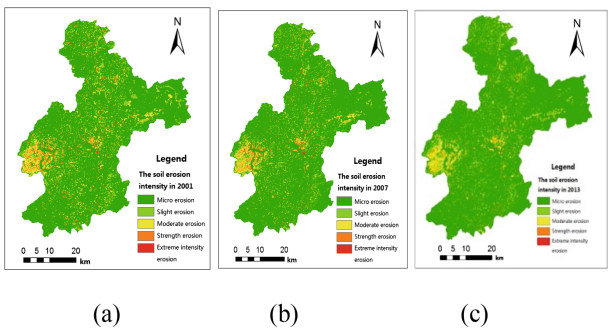 N
Legend
The soil erosion
intensity in 2001
Micro erosion
Slight erosion
Moderate erosion
Strength erosion
Extreme intensity
erosion
0 5 10 20
km
(a)
N
Legend
The soil erosion
intensity in 2007
Micro erosion
Slight erosion
Moderate erosion
Strength erosion
Extreme intensity
erosion
0 5 10 20
km
(b)
N
Legend
The soil erosion
intensity in 2013
Micro erosion
Slight erosion
Moderate erosion
Strength erosion
Extreme intensity
erosion
0 5 10 20
km
(c)